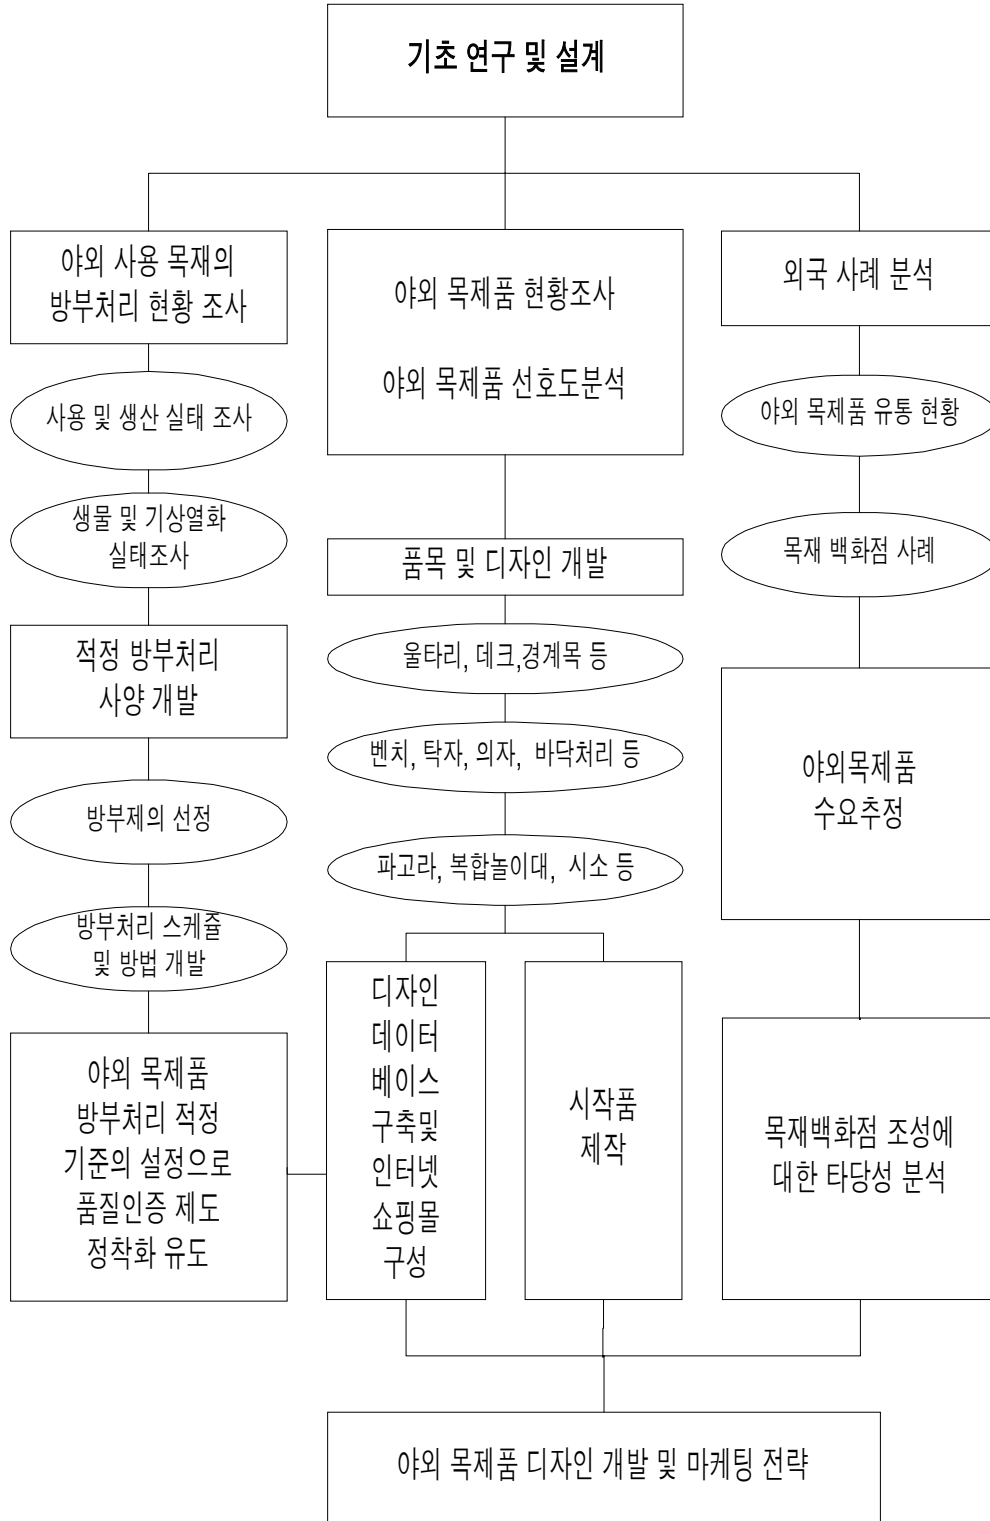 기초 연구 및 설계
야외 사용 목재의
방부처리 현황 조사
사용 및 생산 실태 조사
생물 및 기상열화
실태조사
적정 방부처리
사양 개발
방부제의 선정
방부처리 스케쥴
및 방법 개발
야외 목제품
방부처리 적정
기준의 설정으로
품질인증 제도
정착화 유도
야외 목제품 현황조사
야외 목제품 선호도분석
품목 및 디자인 개발
울타리, 데크,경계목 등
벤치, 탁자, 의자, 바닥처리 등
파고라, 복합놀이대, 시소 등
디자인
데이터
베이스
구축및
인터넷
쇼핑몰
구성
시작품
제작
외국 사례 분석
야외 목제품 유통 현황
목재 백화점 사례
야외목제품
수요추정
목재백화점 조성에
대한 타당성 분석
야외 목제품 디자인 개발 및 마케팅 전략